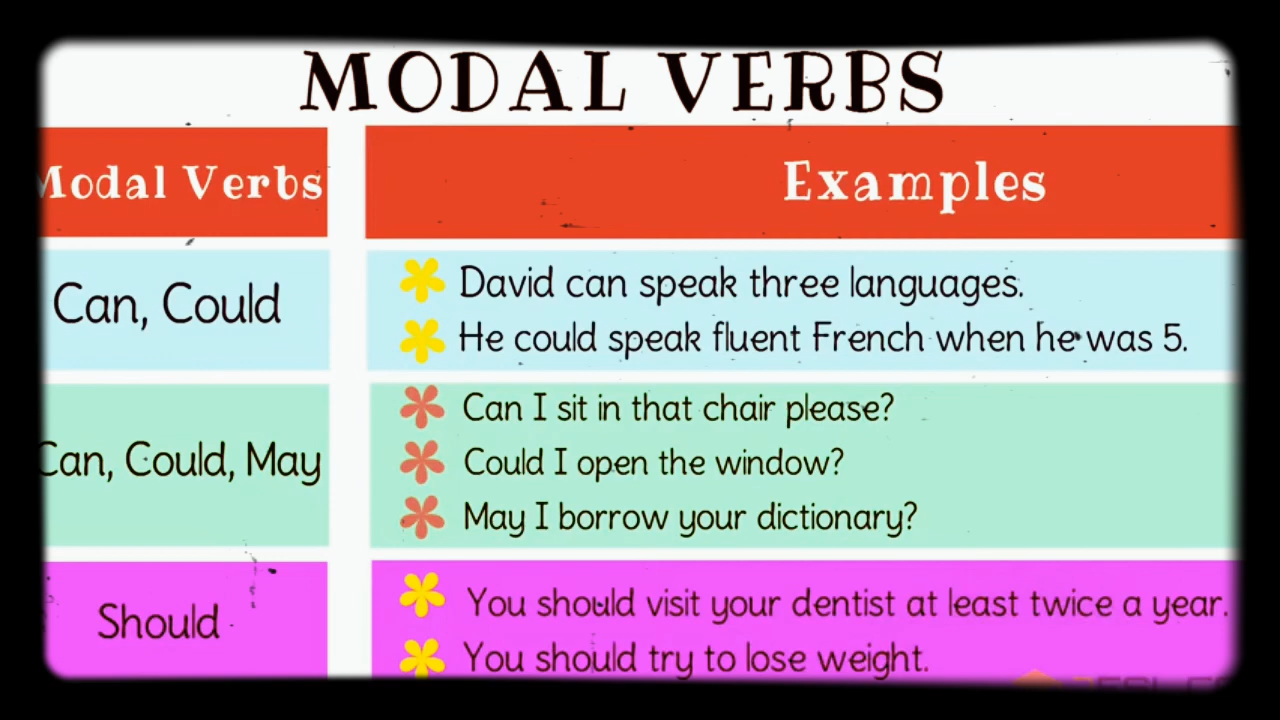 MODAL VERBS
Modal Verbs
Examples
Can, Could
David can speak three languages.
He could speak fluent French when he was 5.
Can, Could, May
Can I sit in that chair please?
Could I open the window?
May I borrow your dictionary?
Should
You should visit your dentist at least twice a year.
You should try to lose weight.